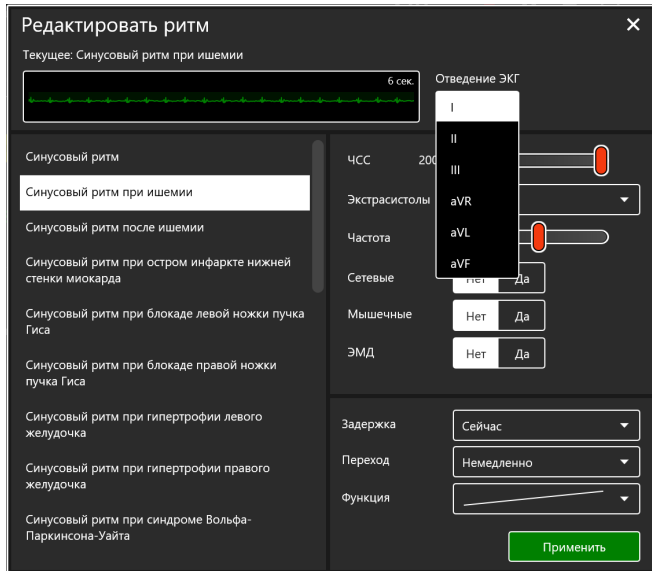 Редактировать ритм
Текущее: Синусовый ритм при ишемии
6 сек.
Отведение ЭКГ
I
II
III
aVR
aVL
aVF
Синусовый ритм
Синусовый ритм при ишемии
Синусовый ритм после ишемии
Синусовый ритм при остром инфаркте нижней
стенки миокарда
Синусовый ритм при блокаде левой ножки пучка
Гиса
Синусовый ритм при блокаде правой ножки
пучка Гиса
Синусовый ритм при гипертрофии левого
желудочка
Синусовый ритм при гипертрофии правого
желудочка
Синусовый ритм при синдроме Вольфа-
Паркинсона-Уайта
ЧСС 200
Экстрасистолы
Частота
Сетевые Нет Да
Мышечные Нет Да
ЭМД Нет Да
Задержка Сейчас
Переход Немедленно
Функция
Применить